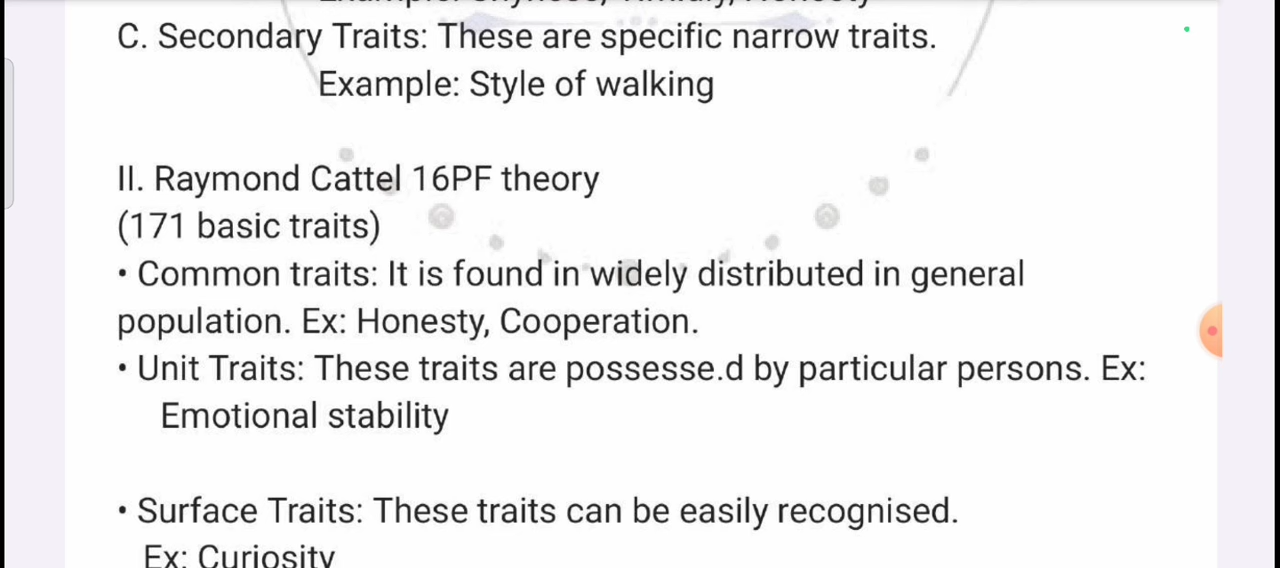 C. Secondary Traits: These are specific narrow traits.
Example: Style of walking
II. Raymond Cattel 16PF theory
(171 basic traits)
• Common traits: It is found in widely distributed in general
population. Ex: Honesty, Cooperation.
• Unit Traits: These traits are possesse.d by particular persons. Ex:
Emotional stability
• Surface Traits: These traits can be easily recognised.
Ex: Curiosity